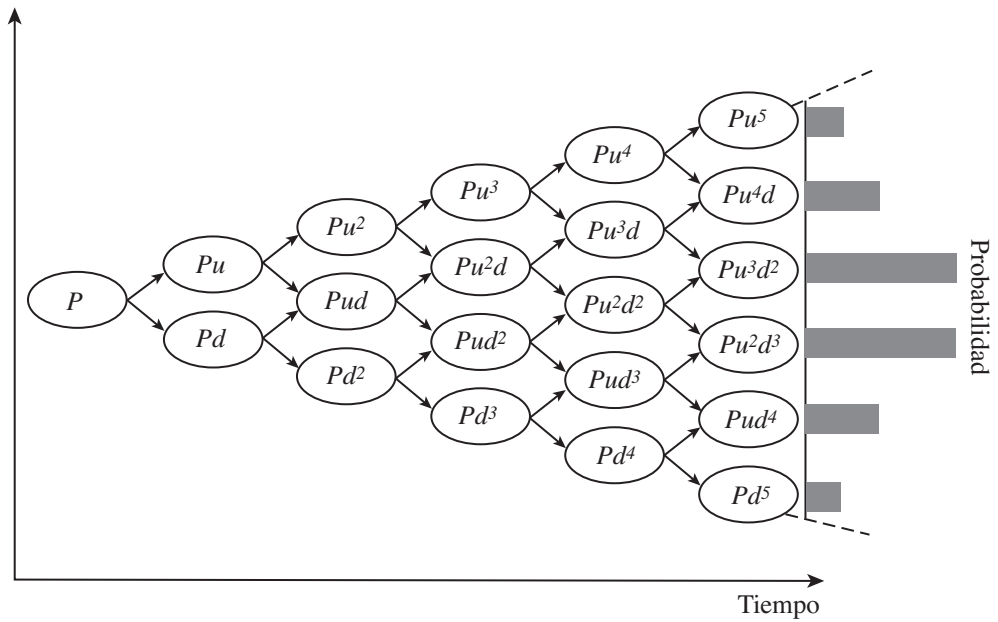 P
Pu
Pd
Pu²
Pud
Pd²
Pu³
Pu²d
Pud²
Pd³
Pu⁴
Pu³d
Pu²d²
Pud³
Pd⁴
Pu⁵
Pu⁴d
Pu³d²
Pu²d³
Pud⁴
Pd⁵
Probabilidad
Tiempo